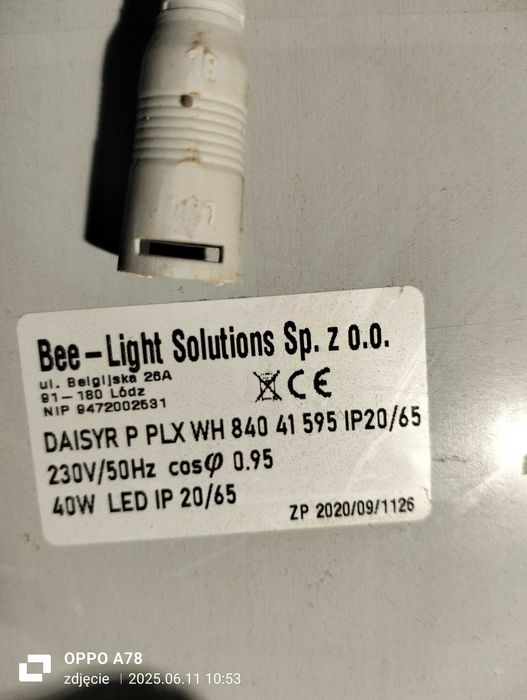 Bee-Light Solutions Sp. z o.o.
ul. Belgijska 26A
91-180 Łódz
NIP 9472002531
CE
DAISYR P PLX WH 840 41 595 IP20/65
230V/50Hz cosφ 0.95
40W LED IP 20/65
ZP 2020/09/1126
OPPO A78
zdjęcie | 2025.06.11 10:53